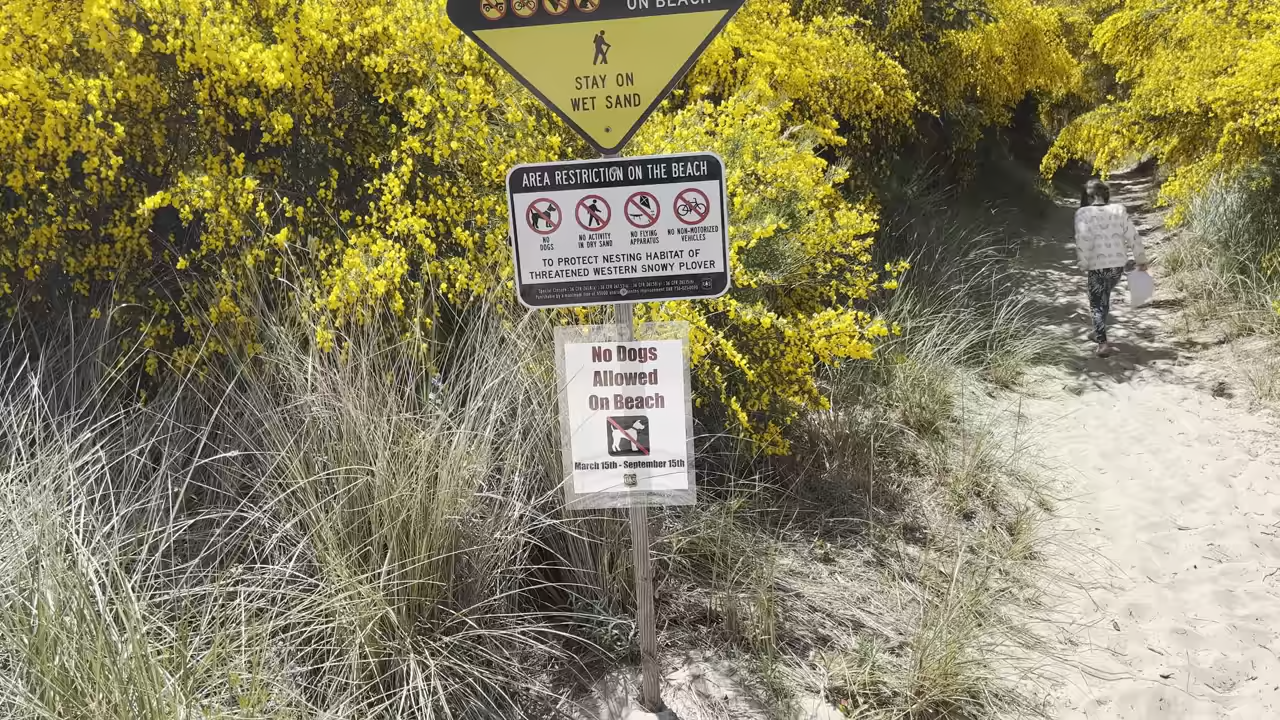 ON BEACH
STAY ON
WET SAND
AREA RESTRICTION ON THE BEACH
NO DOGS
NO ACTIVITY IN DRY SAND
NO FLYING APPARATUS
NO NON-MOTORIZED VEHICLES
TO PROTECT NESTING HABITAT OF
THREATENED WESTERN SNOWY PLOVER
No Dogs
Allowed
On Beach
March 15th - September 15th